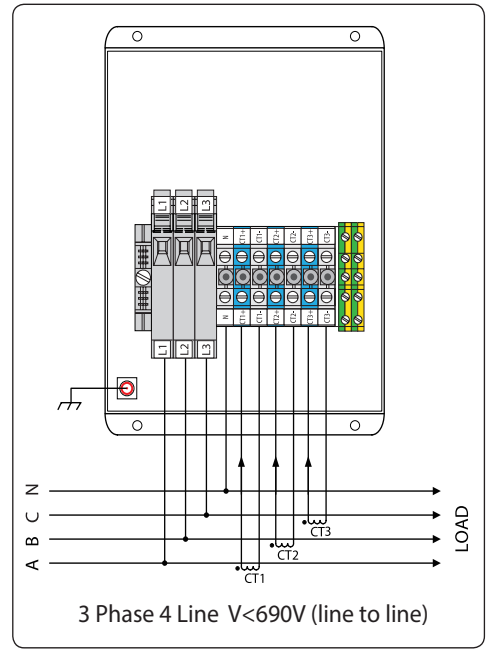 L1 L2 L3
N CT1+ CT1- CT2+ CT2- CT3+ CT3-
N CT1+ CT1- CT2+ CT2- CT3+ CT3-
L1 L2 L3
N
C
B
A
LOAD
CT3
CT2
CT1
3 Phase 4 Line V<690V (line to line)